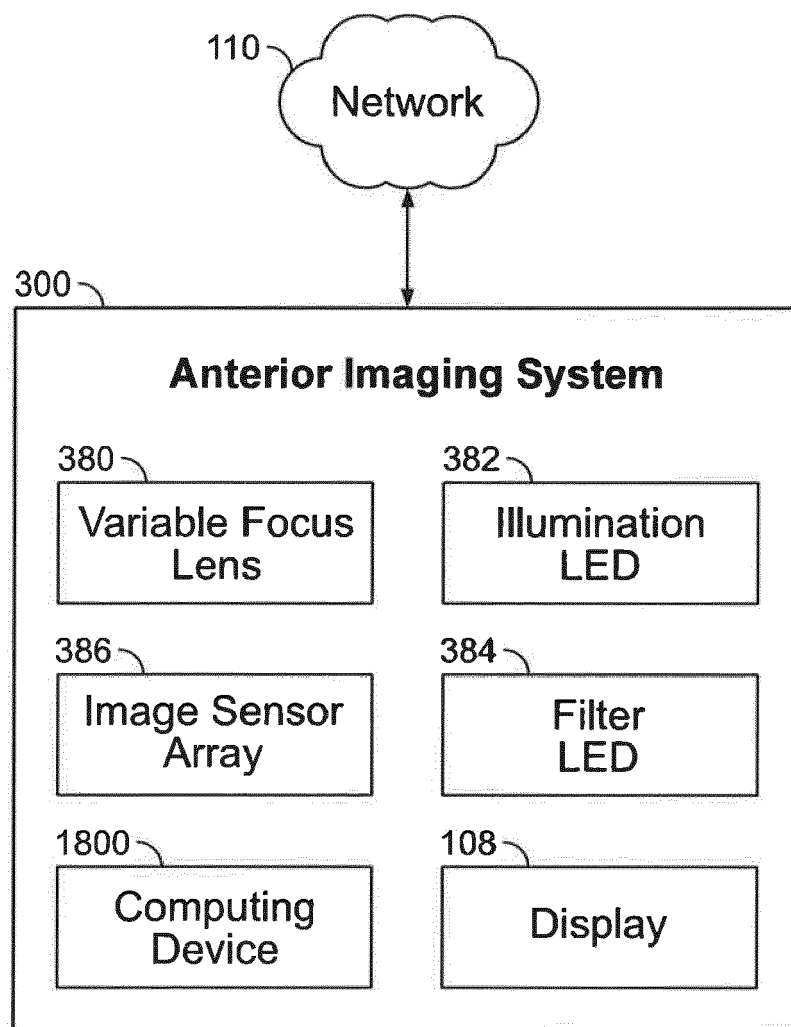 110
Network
300
Anterior Imaging System
380
Variable Focus
Lens
382
Illumination
LED
386
Image Sensor
Array
384
Filter
LED
1800
Computing
Device
108
Display